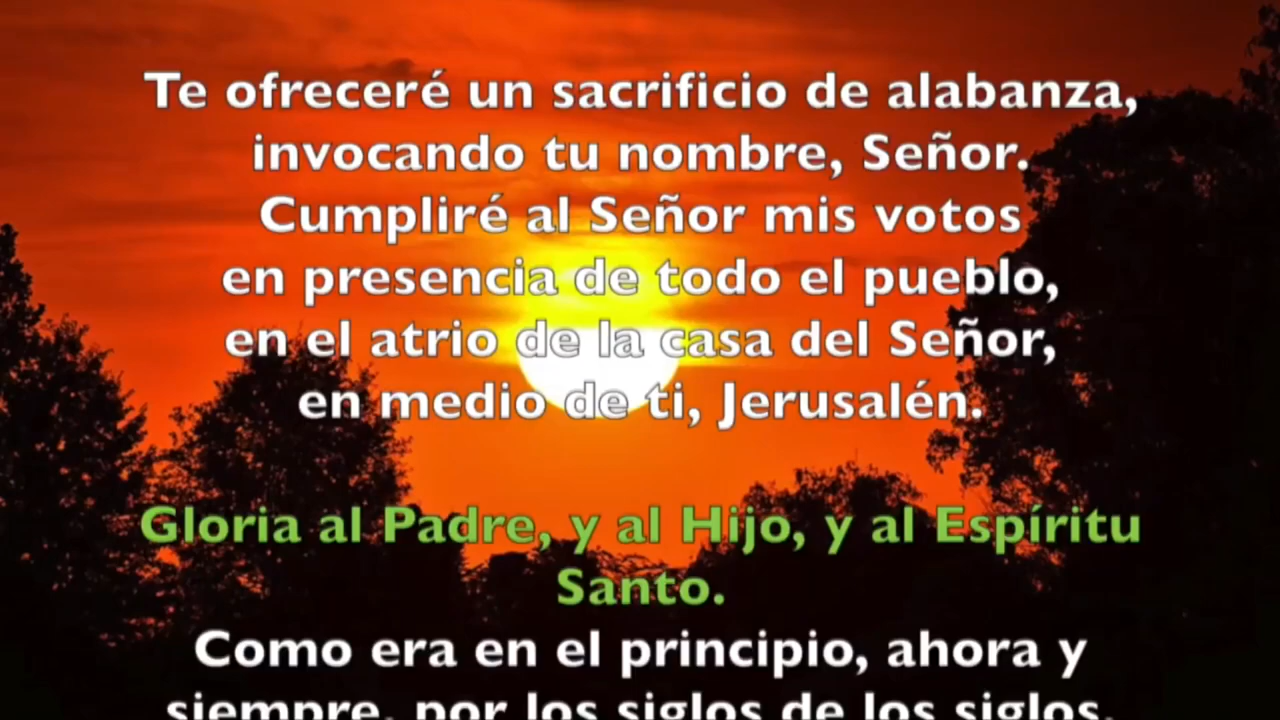 Te ofreceré un sacrificio de alabanza,
invocando tu nombre, Señor.
Cumpliré al Señor mis votos
en presencia de todo el pueblo,
en el atrio de la casa del Señor,
en medio de ti, Jerusalén.
Gloria al Padre, y al Hijo, y al Espíritu
Santo.
Como era en el principio, ahora y
siempre, por los siglos de los siglos.